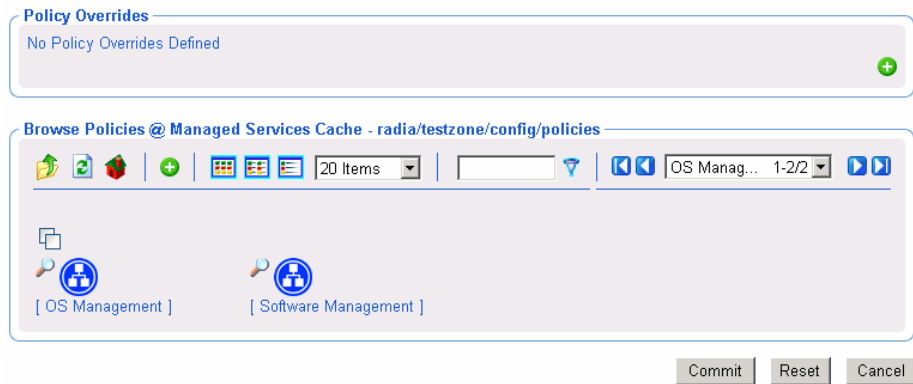 Policy Overrides
No Policy Overrides Defined
Browse Policies @ Managed Services Cache - radia/testzone/config/policies
20 Items OS Manag... 1-2/2
[ OS Management ] [ Software Management ]
Commit Reset Cancel